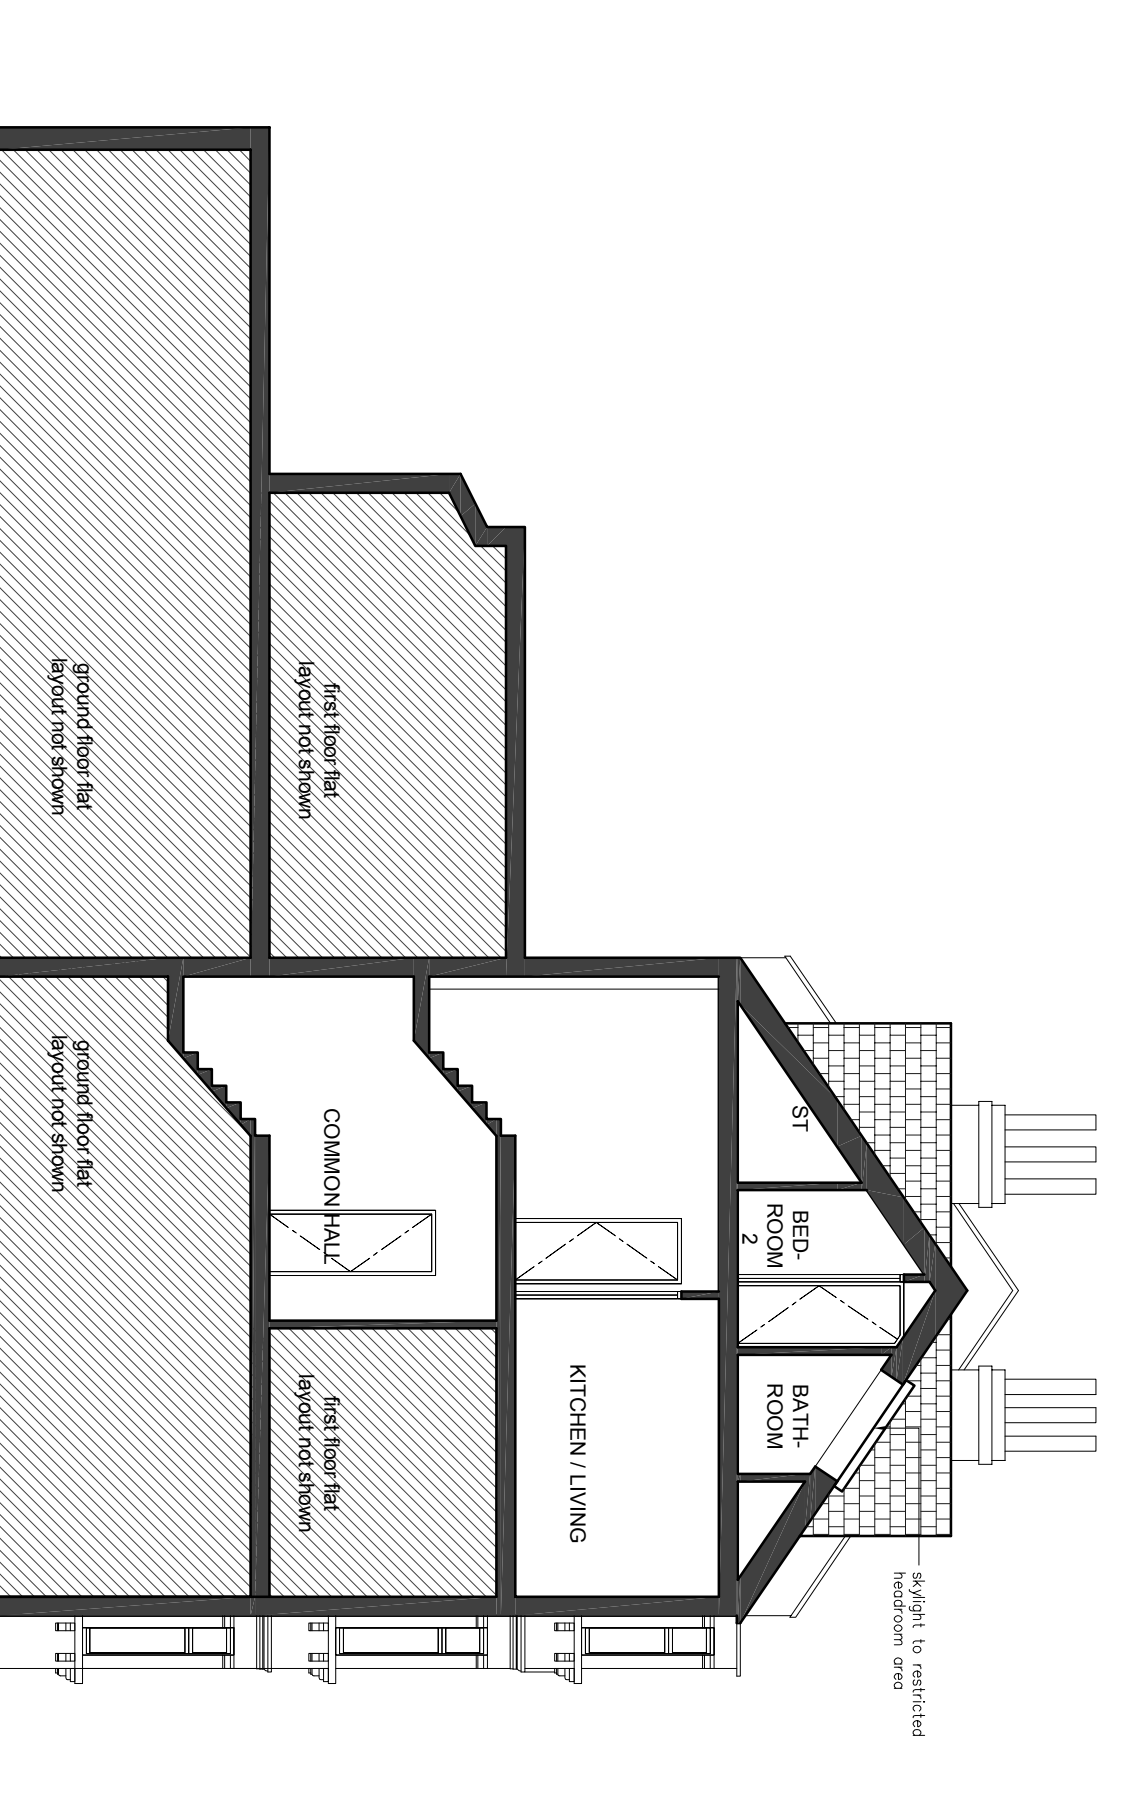 skylight to restricted
headroom area
ST
BED-
ROOM
2
BATH-
ROOM
KITCHEN / LIVING
first floor flat
layout not shown
COMMON HALL
first floor flat
layout not shown
ground floor flat
layout not shown
ground floor flat
layout not shown